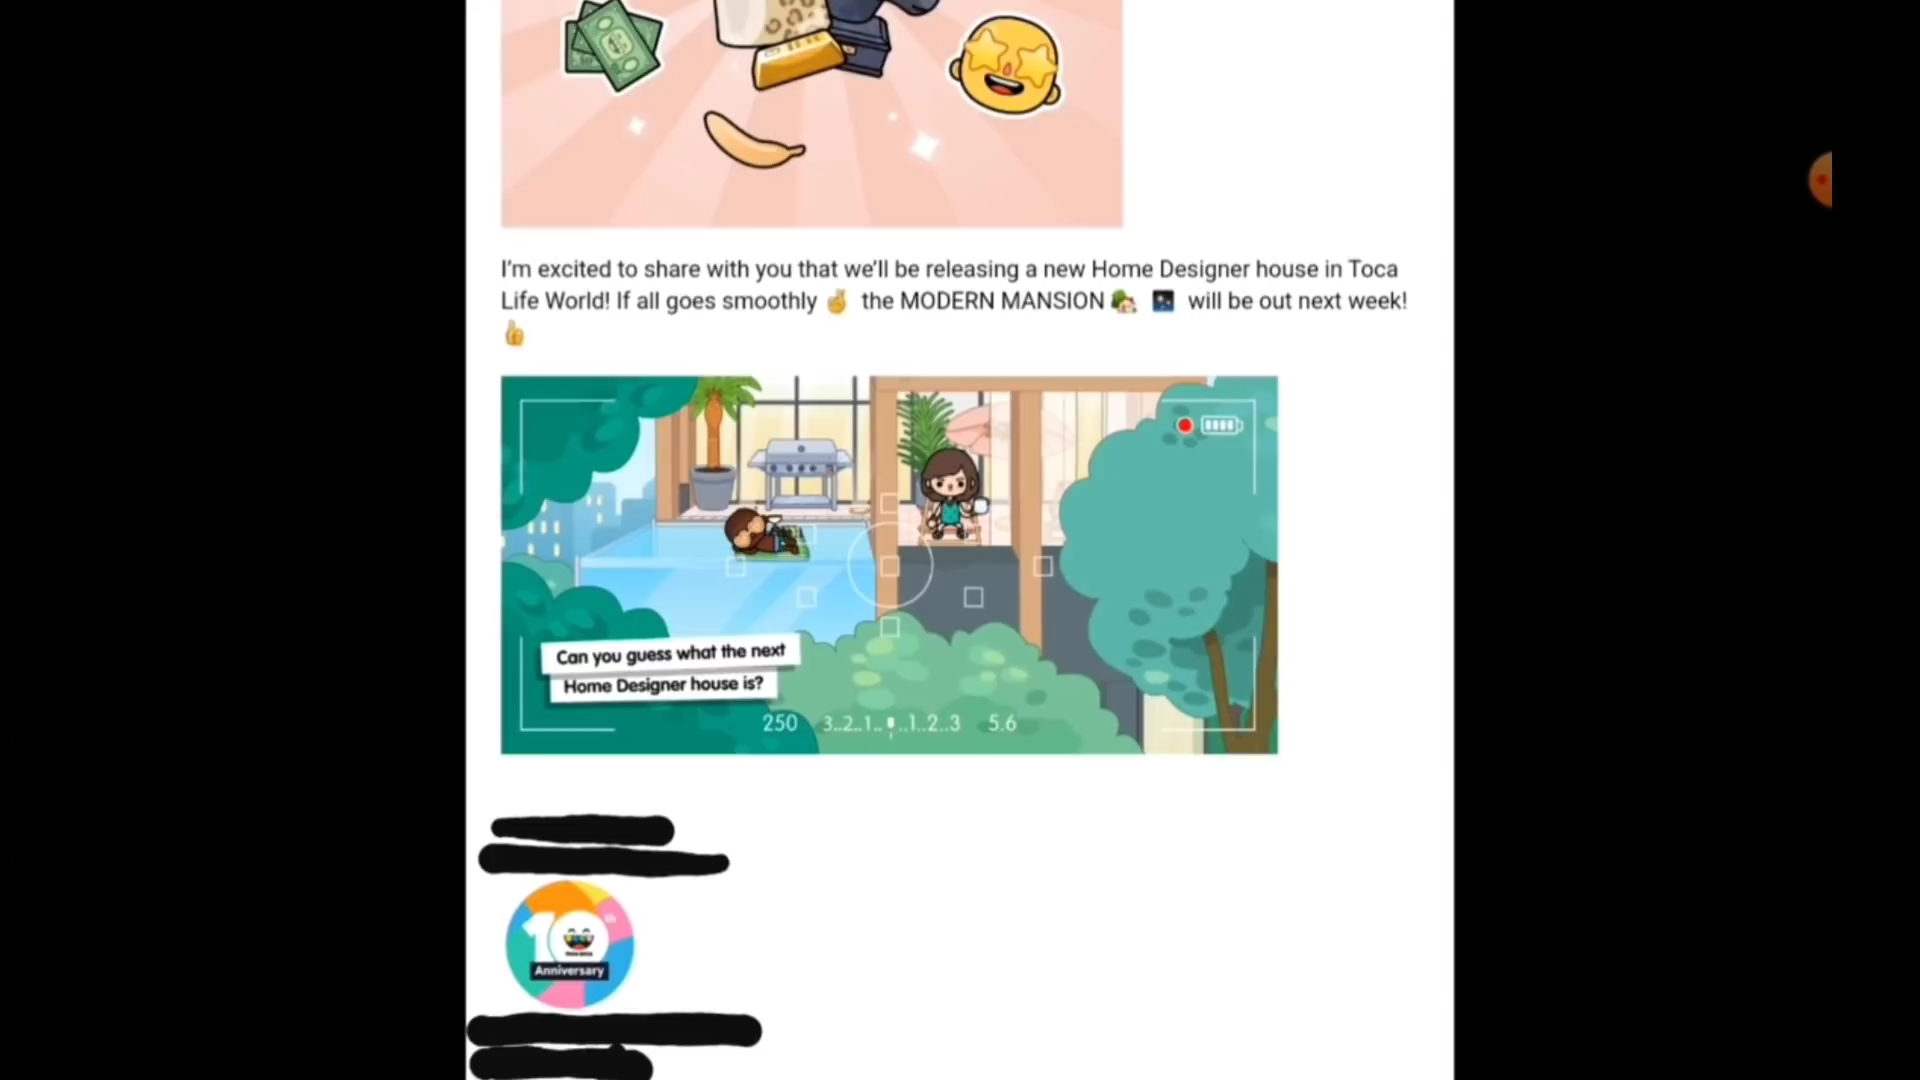 I'm excited to share with you that we'll be releasing a new Home Designer house in Toca
Life World! If all goes smoothly 🤞 the MODERN MANSION 🏡 🌃 will be out next week!
👍
Can you guess what the next
Home Designer house is?
250 3..2..1.. ..1..2..3 5.6
10th
Anniversary